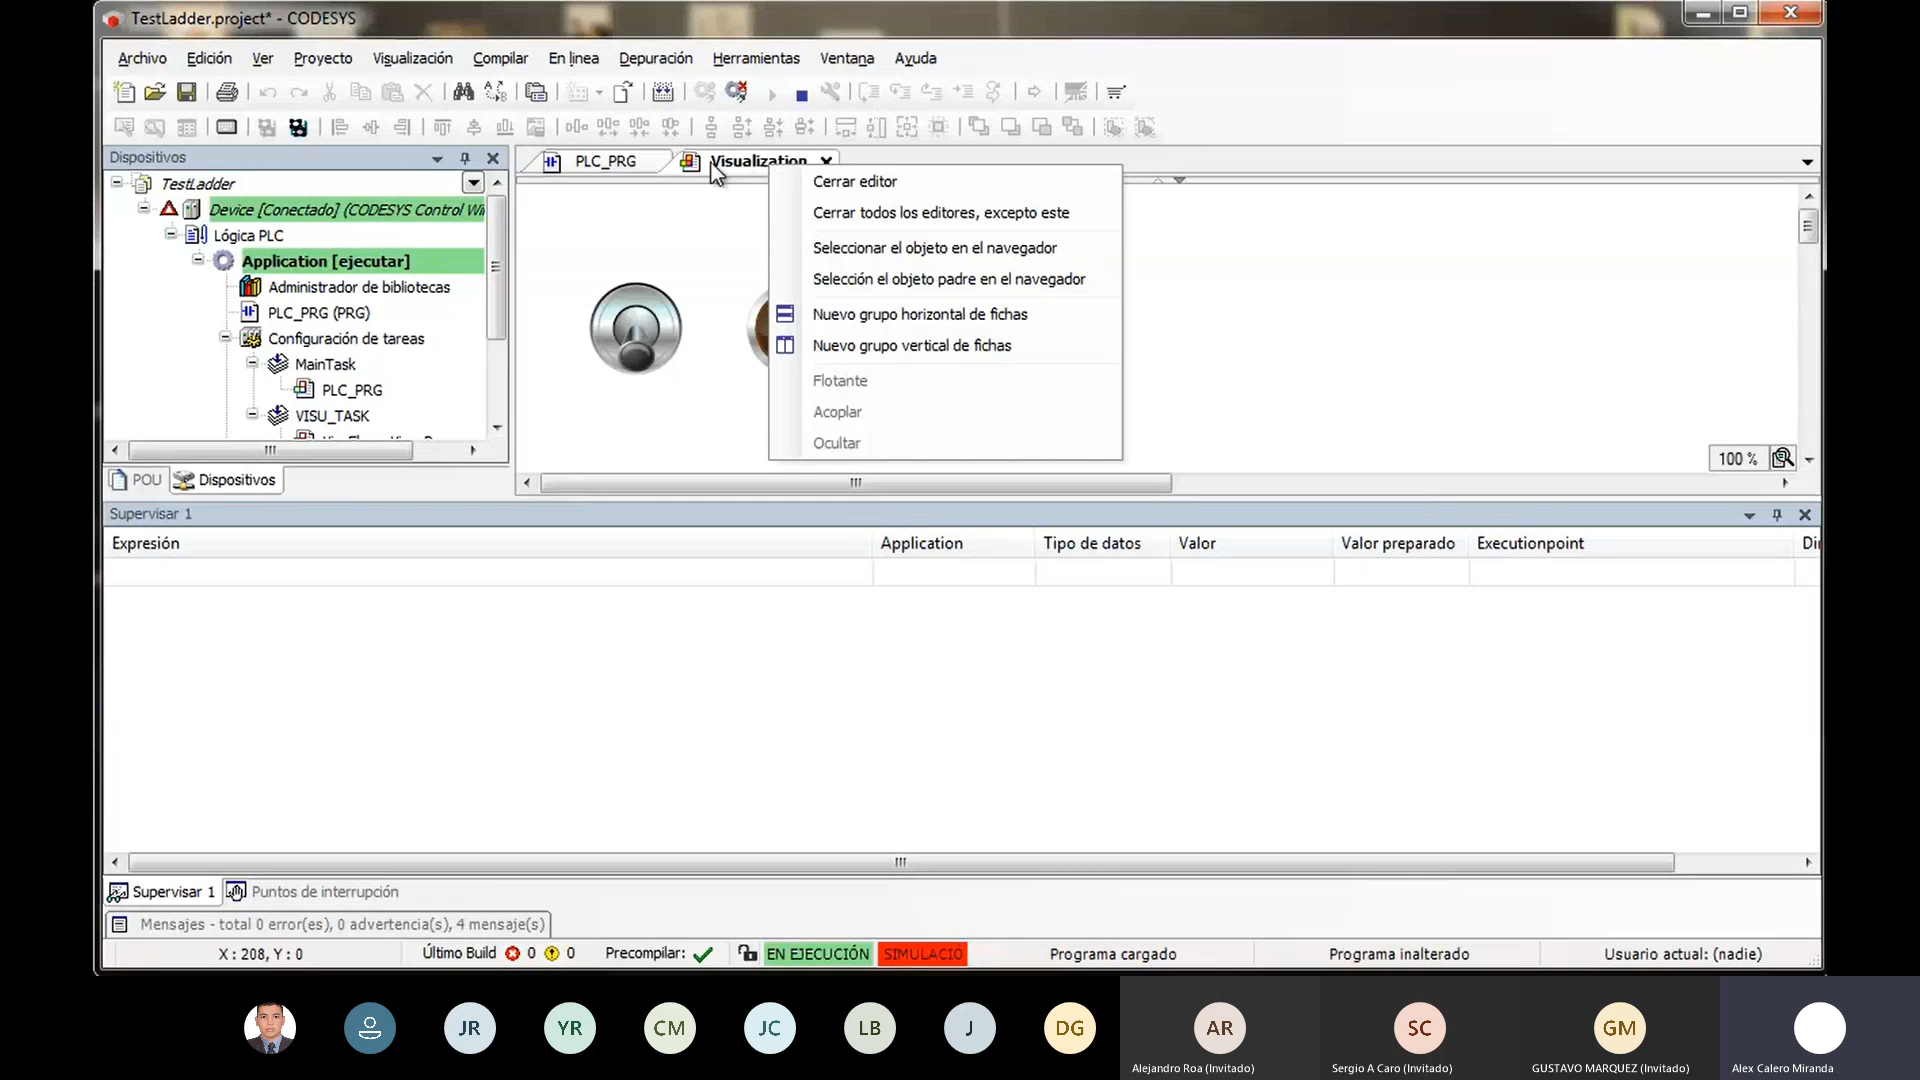 TestLadder.project* - CODESYS
Archivo Edición Ver Proyecto Visualización Compilar En línea Depuración Herramientas Ventana Ayuda
Dispositivos
PLC_PRG
Visualization
TestLadder
Device [Conectado] (CODESYS Control Wi
Lógica PLC
Application [ejecutar]
Administrador de bibliotecas
PLC_PRG (PRG)
Configuración de tareas
MainTask
PLC_PRG
VISU_TASK
POU Dispositivos
Cerrar editor
Cerrar todos los editores, excepto este
Seleccionar el objeto en el navegador
Selección el objeto padre en el navegador
Nuevo grupo horizontal de fichas
Nuevo grupo vertical de fichas
Flotante
Acoplar
Ocultar
100 %
Supervisar 1
Expresión Application Tipo de datos Valor Valor preparado Executionpoint Di
Supervisar 1 Puntos de interrupción
Mensajes - total 0 error(es), 0 advertencia(s), 4 mensaje(s)
X : 208, Y : 0 Último Build 0 0 Precompilar: EN EJECUCIÓN SIMULACIÓ Programa cargado Programa inalterado Usuario actual: (nadie)
JR YR CM JC LB J DG AR SC GM
Alejandro Roa (Invitado) Sergio A Caro (Invitado) GUSTAVO MARQUEZ (Invitado) Alex Calero Miranda